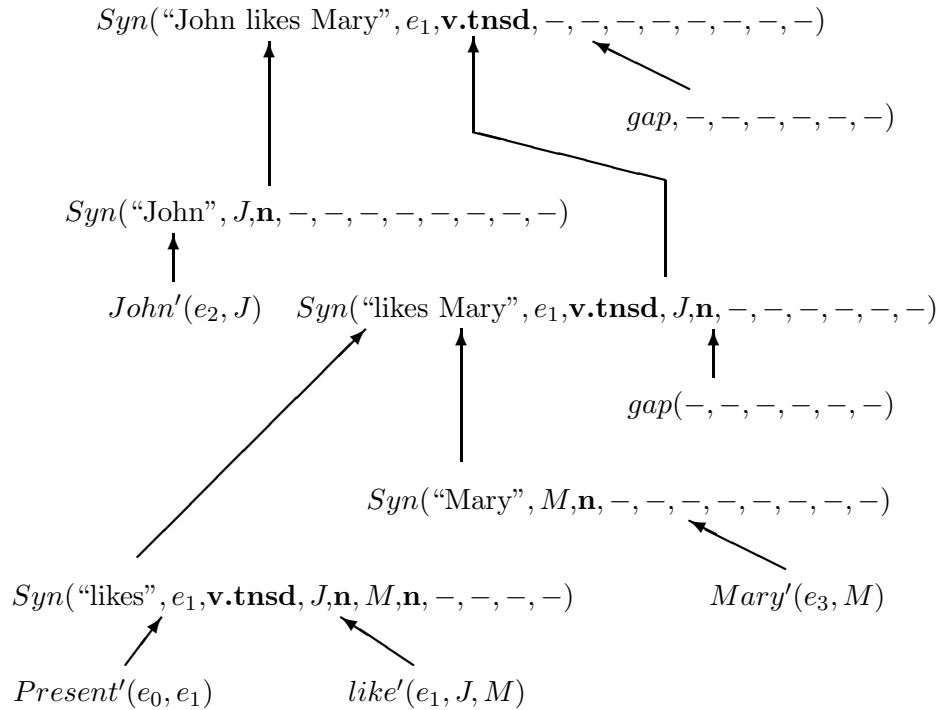 Syn(“John likes Mary”, e₁,v.tnsd, −, −, −, −, −, −, −, −)
gap, −, −, −, −, −, −)
Syn(“John”, J,n, −, −, −, −, −, −, −, −)
John′(e₂, J) Syn(“likes Mary”, e₁,v.tnsd, J,n, −, −, −, −, −, −)
gap(−, −, −, −, −, −)
Syn(“Mary”, M,n, −, −, −, −, −, −, −, −)
Syn(“likes”, e₁,v.tnsd, J,n, M,n, −, −, −, −) Mary′(e₃, M)
Present′(e₀, e₁) like′(e₁, J, M)